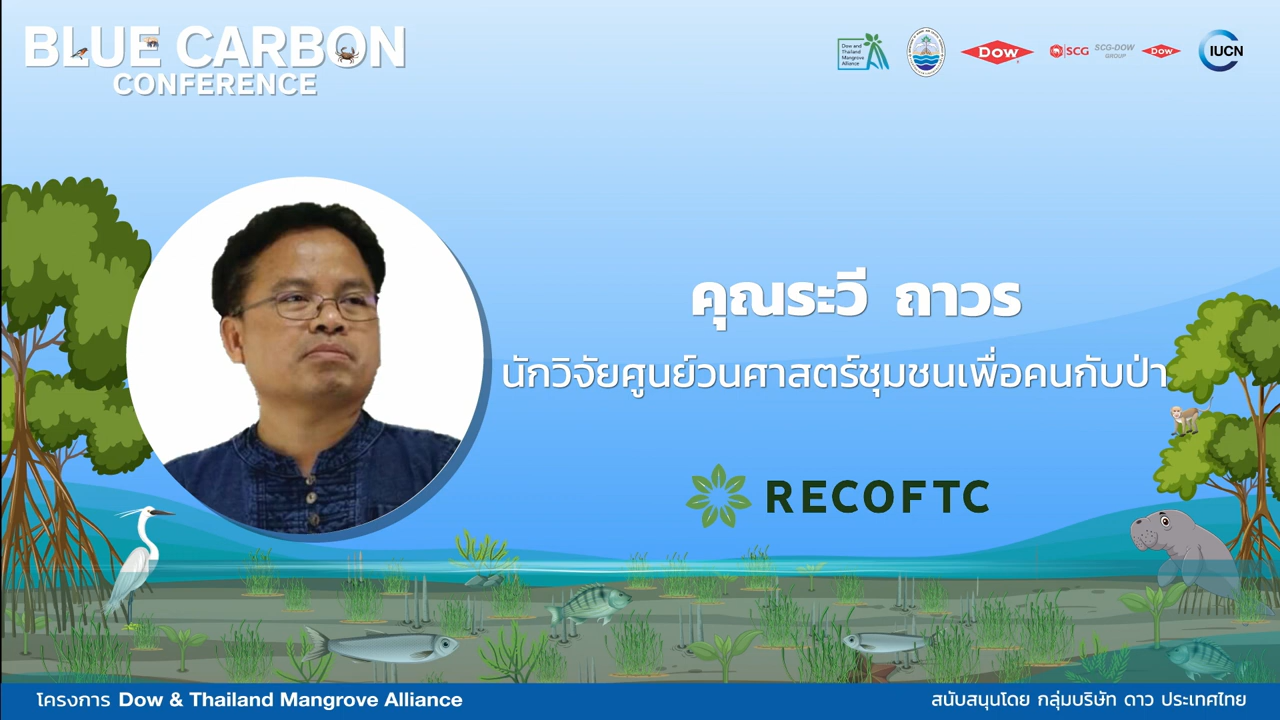 BLUE CARBON
CONFERENCE
Dow and
Thailand
Mangrove
Alliance
Dow
SCG
SCG-DOW
GROUP
Dow
IUCN
คุณระวี ถาวร
นักวิจัยศูนย์วนศาสตร์ชุมชนเพื่อคนกับป่า
RECOFTC
โครงการ Dow & Thailand Mangrove Alliance
สนับสนุนโดย กลุ่มบริษัท ดาว ประเทศไทย